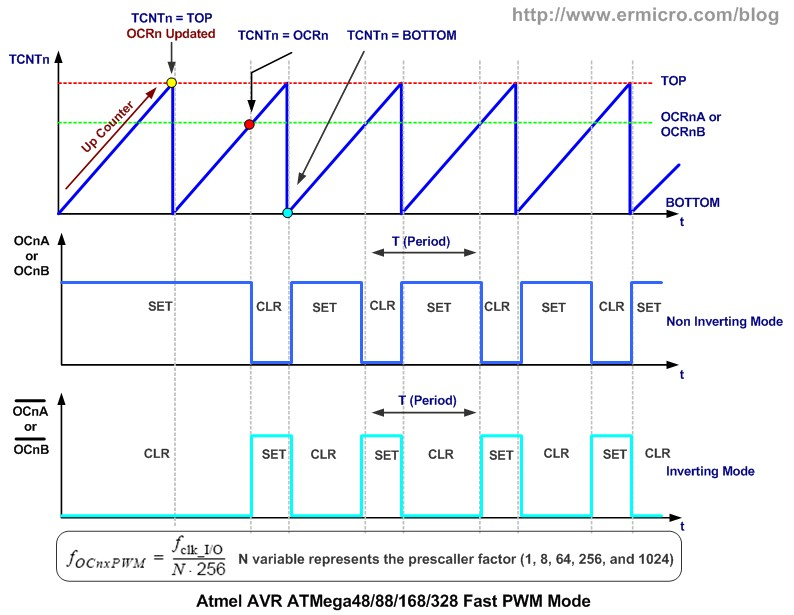 http://www.ermicro.com/blog
TCNTn = TOP
OCRn Updated
TCNTn = OCRn
TCNTn = BOTTOM
TCNTn
TOP
Up Counter
OCRnA or
OCRnB
BOTTOM
t
OCnA
or
OCnB
T (Period)
SET CLR SET CLR SET CLR SET CLR SET
Non Inverting Mode
t
OCnA
or
OCnB
T (Period)
CLR SET CLR SET CLR SET CLR SET CLR
Inverting Mode
t
fOCnxPWM = fclk_I/O / N · 256 N variable represents the prescaller factor (1, 8, 64, 256, and 1024)
Atmel AVR ATMega48/88/168/328 Fast PWM Mode